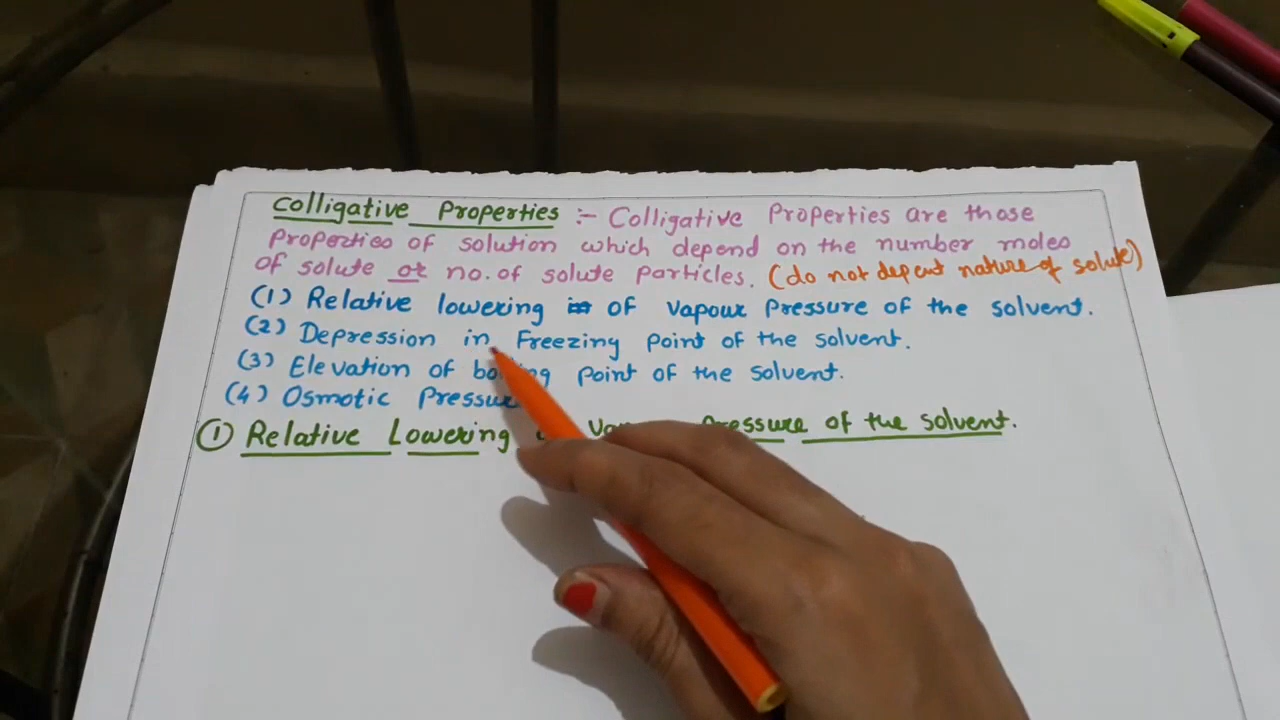 Colligative Properties :- Colligative Properties are those
Properties of solution which depend on the number moles
of solute or no. of solute particles. (do not depent nature of solute)
(1) Relative lowering of vapour Pressure of the solvent.
(2) Depression in Freezing Point of the solvent.
(3) Elevation of point of the solvent.
(4) Osmotic
① Relative Lowering Pressure of the solvent.